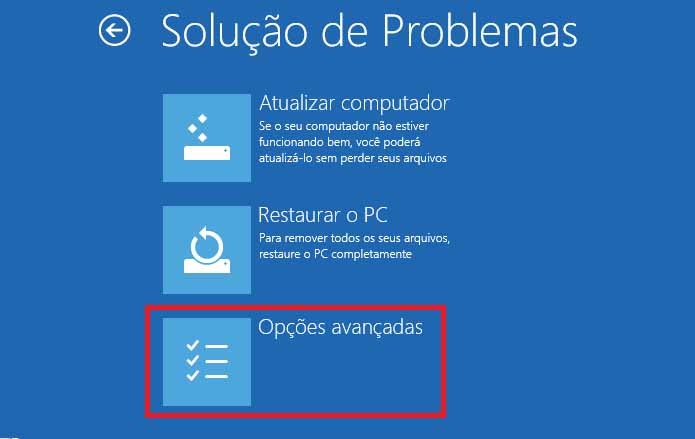 Solução de Problemas
Atualizar computador
Se o seu computador não estiver
funcionando bem, você poderá
atualizá-lo sem perder seus arquivos
Restaurar o PC
Para remover todos os seus arquivos,
restaure o PC completamente
Opções avançadas